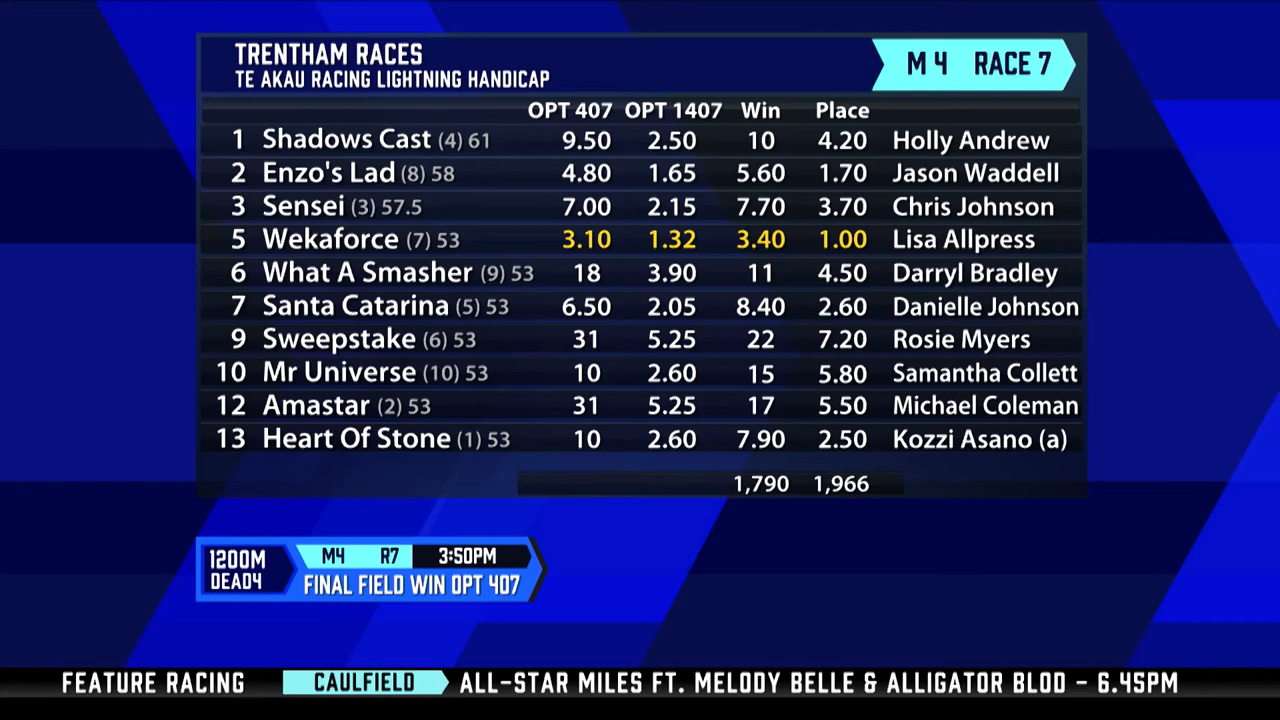 TRENTHAM RACES
TE AKAU RACING LIGHTNING HANDICAP
M 4 RACE 7
OPT 407 OPT 1407 Win Place
1 Shadows Cast (4) 61 9.50 2.50 10 4.20 Holly Andrew
2 Enzo's Lad (8) 58 4.80 1.65 5.60 1.70 Jason Waddell
3 Sensei (3) 57.5 7.00 2.15 7.70 3.70 Chris Johnson
5 Wekaforce (7) 53 3.10 1.32 3.40 1.00 Lisa Allpress
6 What A Smasher (9) 53 18 3.90 11 4.50 Darryl Bradley
7 Santa Catarina (5) 53 6.50 2.05 8.40 2.60 Danielle Johnson
9 Sweepstake (6) 53 31 5.25 22 7.20 Rosie Myers
10 Mr Universe (10) 53 10 2.60 15 5.80 Samantha Collett
12 Amastar (2) 53 31 5.25 17 5.50 Michael Coleman
13 Heart Of Stone (1) 53 10 2.60 7.90 2.50 Kozzi Asano (a)
1,790 1,966
1200M
DEAD4
M4 R7 3:50PM
FINAL FIELD WIN OPT 407
FEATURE RACING CAULFIELD ALL-STAR MILES FT. MELODY BELLE & ALLIGATOR BLOD - 6.45PM